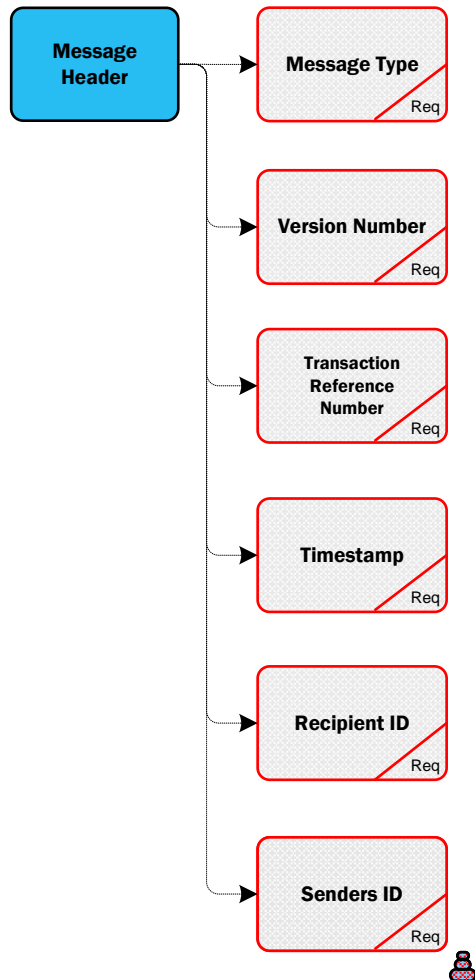 Message
Header
Message Type
Req
Version Number
Req
Transaction
Reference
Number
Req
Timestamp
Req
Recipient ID
Req
Senders ID
Req